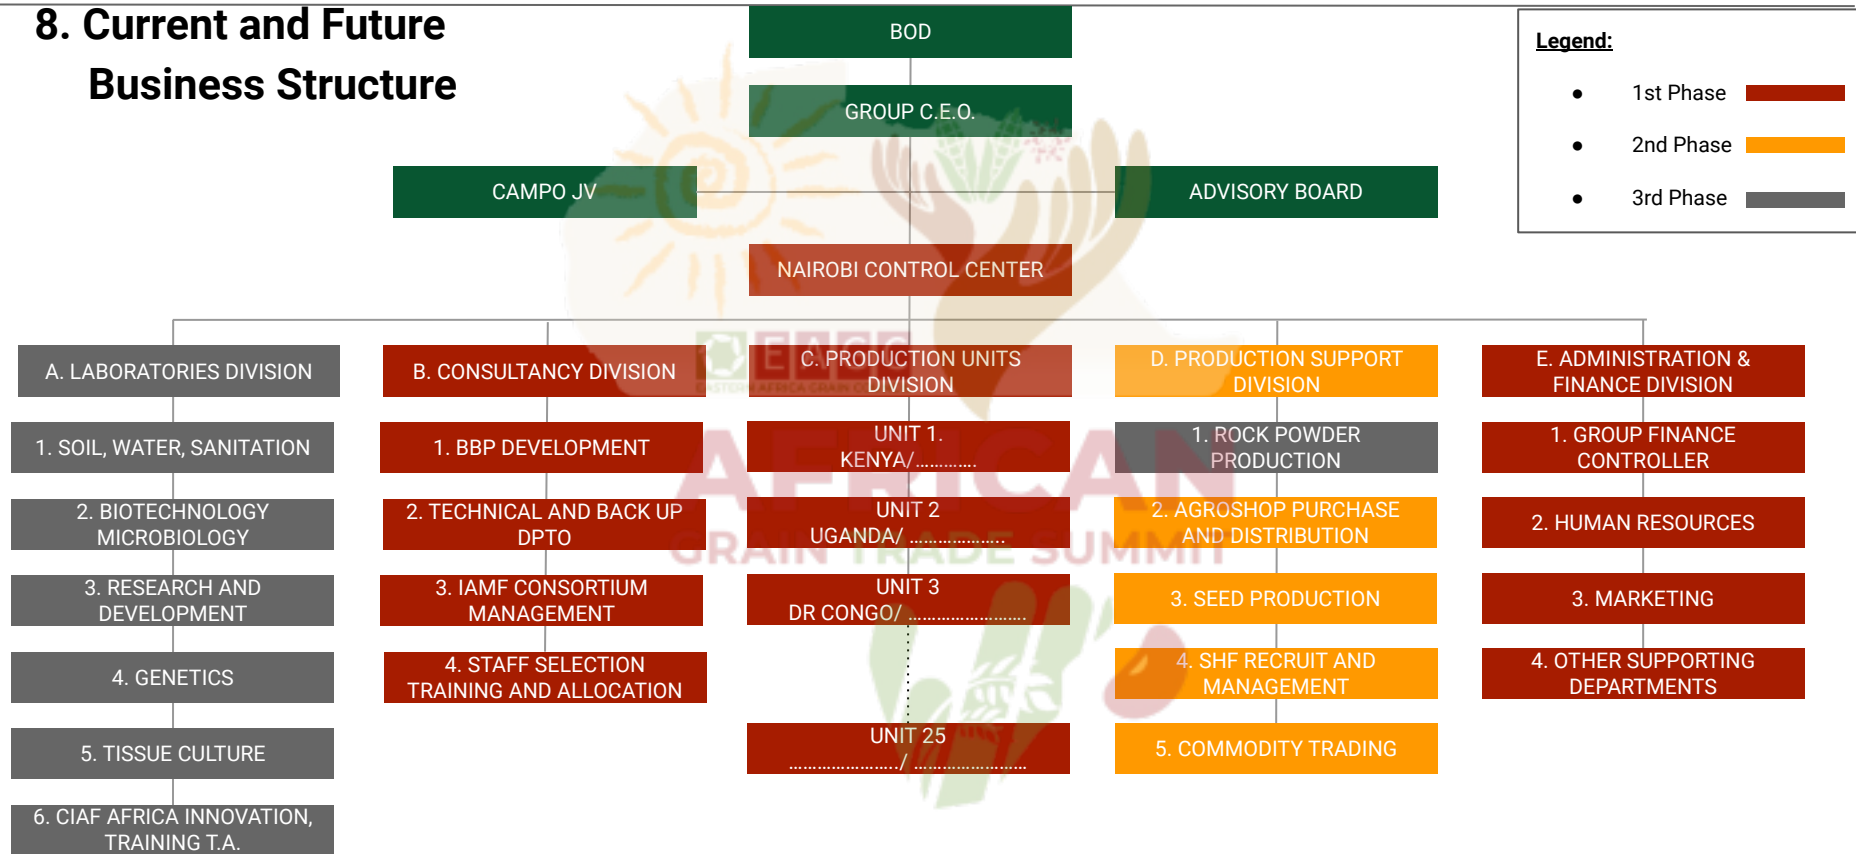 8. Current and Future
Business Structure
BOD
Legend:
● 1st Phase
● 2nd Phase
● 3rd Phase
GROUP C.E.O.
CAMPO JV
ADVISORY BOARD
NAIROBI CONTROL CENTER
EAGC
EASTERN AFRICA GRAIN CO
AFRICAN
GRAIN TRADE SUMMIT
A. LABORATORIES DIVISION
1. SOIL, WATER, SANITATION
2. BIOTECHNOLOGY
MICROBIOLOGY
3. RESEARCH AND
DEVELOPMENT
4. GENETICS
5. TISSUE CULTURE
6. CIAF AFRICA INNOVATION,
TRAINING T.A.
B. CONSULTANCY DIVISION
1. BBP DEVELOPMENT
2. TECHNICAL AND BACK UP
DPTO
3. IAMF CONSORTIUM
MANAGEMENT
4. STAFF SELECTION
TRAINING AND ALLOCATION
C. PRODUCTION UNITS
DIVISION
UNIT 1.
KENYA/………….
UNIT 2
UGANDA/ ……………..
UNIT 3
DR CONGO/ ………………….
UNIT 25
…………………/ …………………
D. PRODUCTION SUPPORT
DIVISION
1. ROCK POWDER
PRODUCTION
2. AGROSHOP PURCHASE
AND DISTRIBUTION
3. SEED PRODUCTION
4. SHF RECRUIT AND
MANAGEMENT
5. COMMODITY TRADING
E. ADMINISTRATION &
FINANCE DIVISION
1. GROUP FINANCE
CONTROLLER
2. HUMAN RESOURCES
3. MARKETING
4. OTHER SUPPORTING
DEPARTMENTS